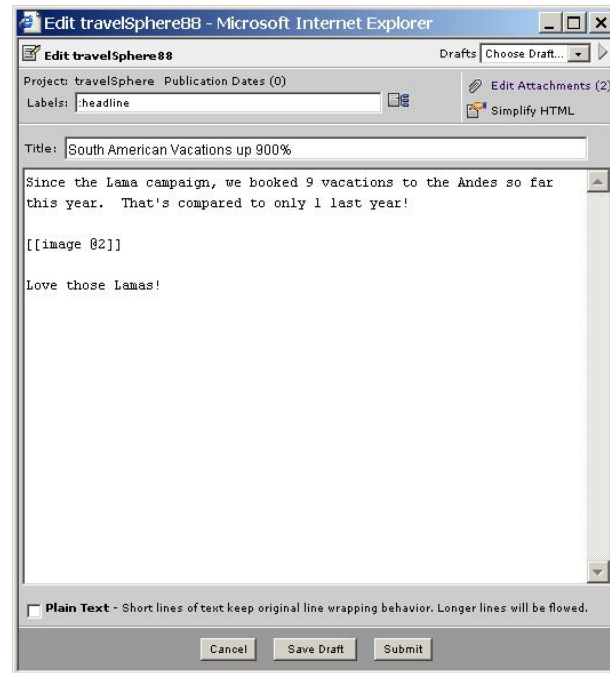 Edit travelSphere88 - Microsoft Internet Explorer
Edit travelSphere88 Drafts Choose Draft...
Project: travelSphere Publication Dates (0)
Edit Attachments (2)
Labels: :headline
Simplify HTML
Title: South American Vacations up 900%
Since the Lama campaign, we booked 9 vacations to the Andes so far
this year. That's compared to only 1 last year!
[[image @2]]
Love those Lamas!
Plain Text - Short lines of text keep original line wrapping behavior. Longer lines will be flowed.
Cancel Save Draft Submit